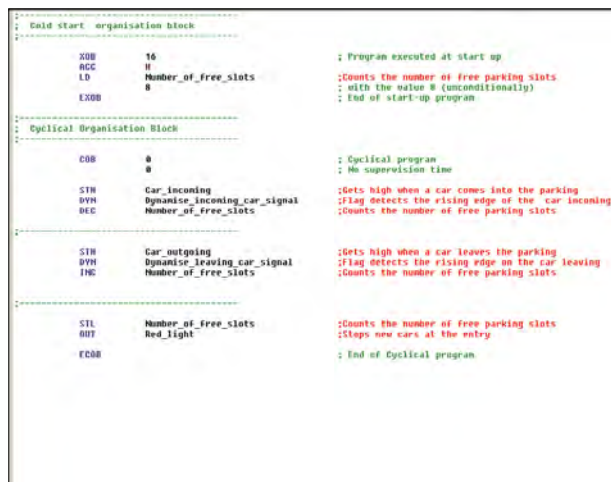 ; Cold start organisation block
XOB 16 ; Program executed at start up
ACC H
LD Number_of_free_slots ;Counts the number of free parking slots
8 ; with the value 8 (unconditionally)
EXOB ; End of start-up program
; Cyclical Organisation Block
COB 0 ; Cyclical program
0 ; No supervision time
STH Car_incoming ;Gets high when a car comes into the parking
DYN Dynamise_incoming_car_signal ;Flag detects the rising edge of the car incoming
DEC Number_of_free_slots ;Counts the number of free parking slots
STH Car_outgoing ;Gets high when a car leaves the parking
DYN Dynamise_leaving_car_signal ;Flag detects the rising edge on the car leaving
INC Number_of_free_slots ;Counts the number of free parking slots
STL Number_of_free_slots ;Counts the number of free parking slots
OUT Red_light ;Stops new cars at the entry
ECOB ; End of Cyclical program